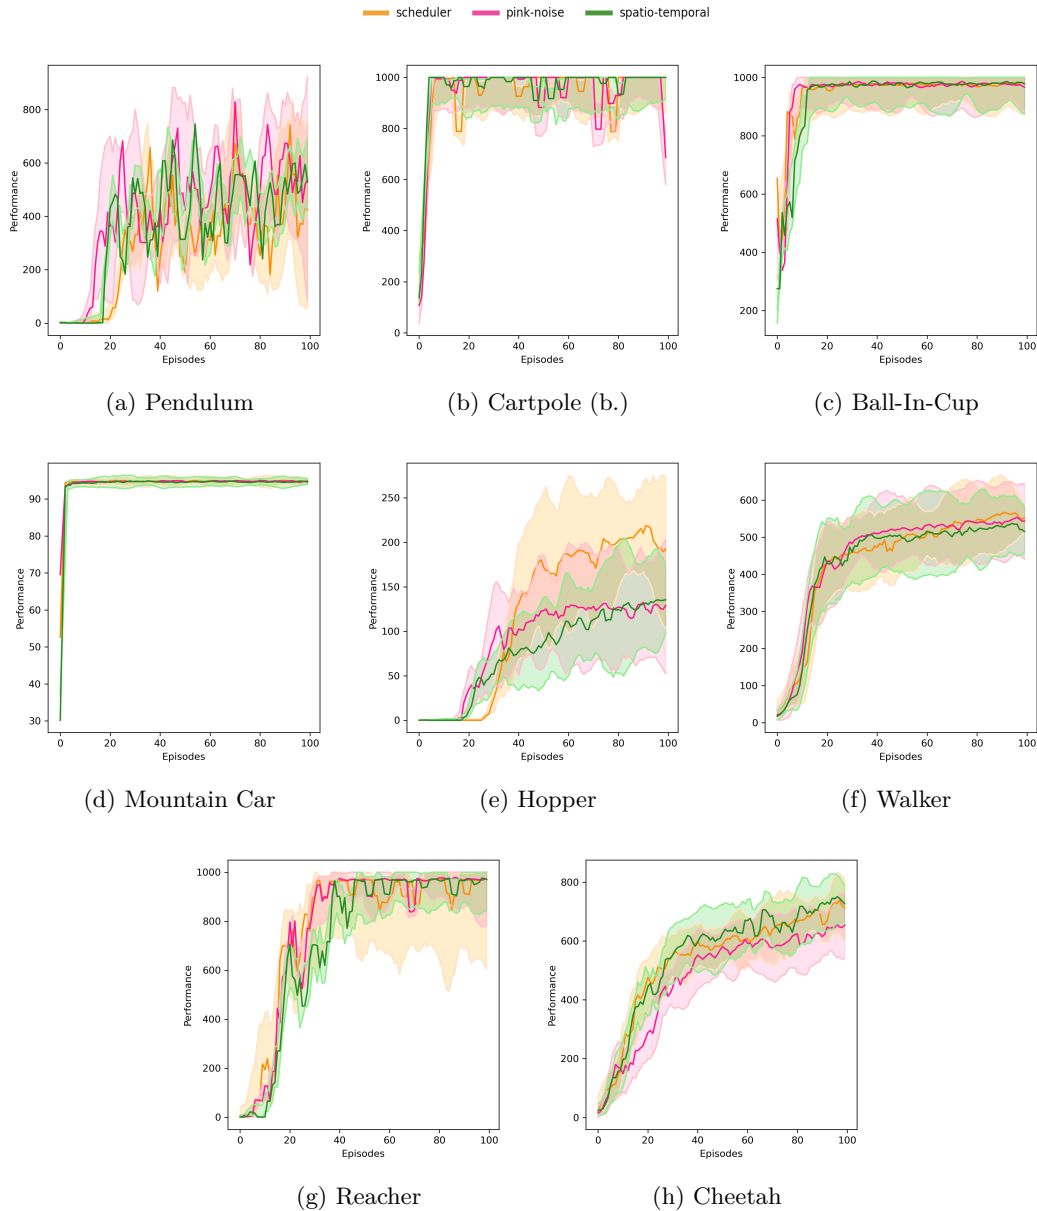 scheduler pink-noise spatio-temporal
Performance
800
600
400
200
0
0 20 40 60 80 100
Episodes
(a) Pendulum
Performance
1000
800
600
400
200
0
0 20 40 60 80 100
Episodes
(b) Cartpole (b.)
Performance
1000
800
600
400
200
0 20 40 60 80 100
Episodes
(c) Ball-In-Cup
Performance
90
80
70
60
50
40
30
0 20 40 60 80 100
Episodes
(d) Mountain Car
Performance
250
200
150
100
50
0
0 20 40 60 80 100
Episodes
(e) Hopper
Performance
600
500
400
300
200
100
0
0 20 40 60 80 100
Episodes
(f) Walker
Performance
1000
800
600
400
200
0
0 20 40 60 80 100
Episodes
(g) Reacher
Performance
800
600
400
200
0
0 20 40 60 80 100
Episodes
(h) Cheetah